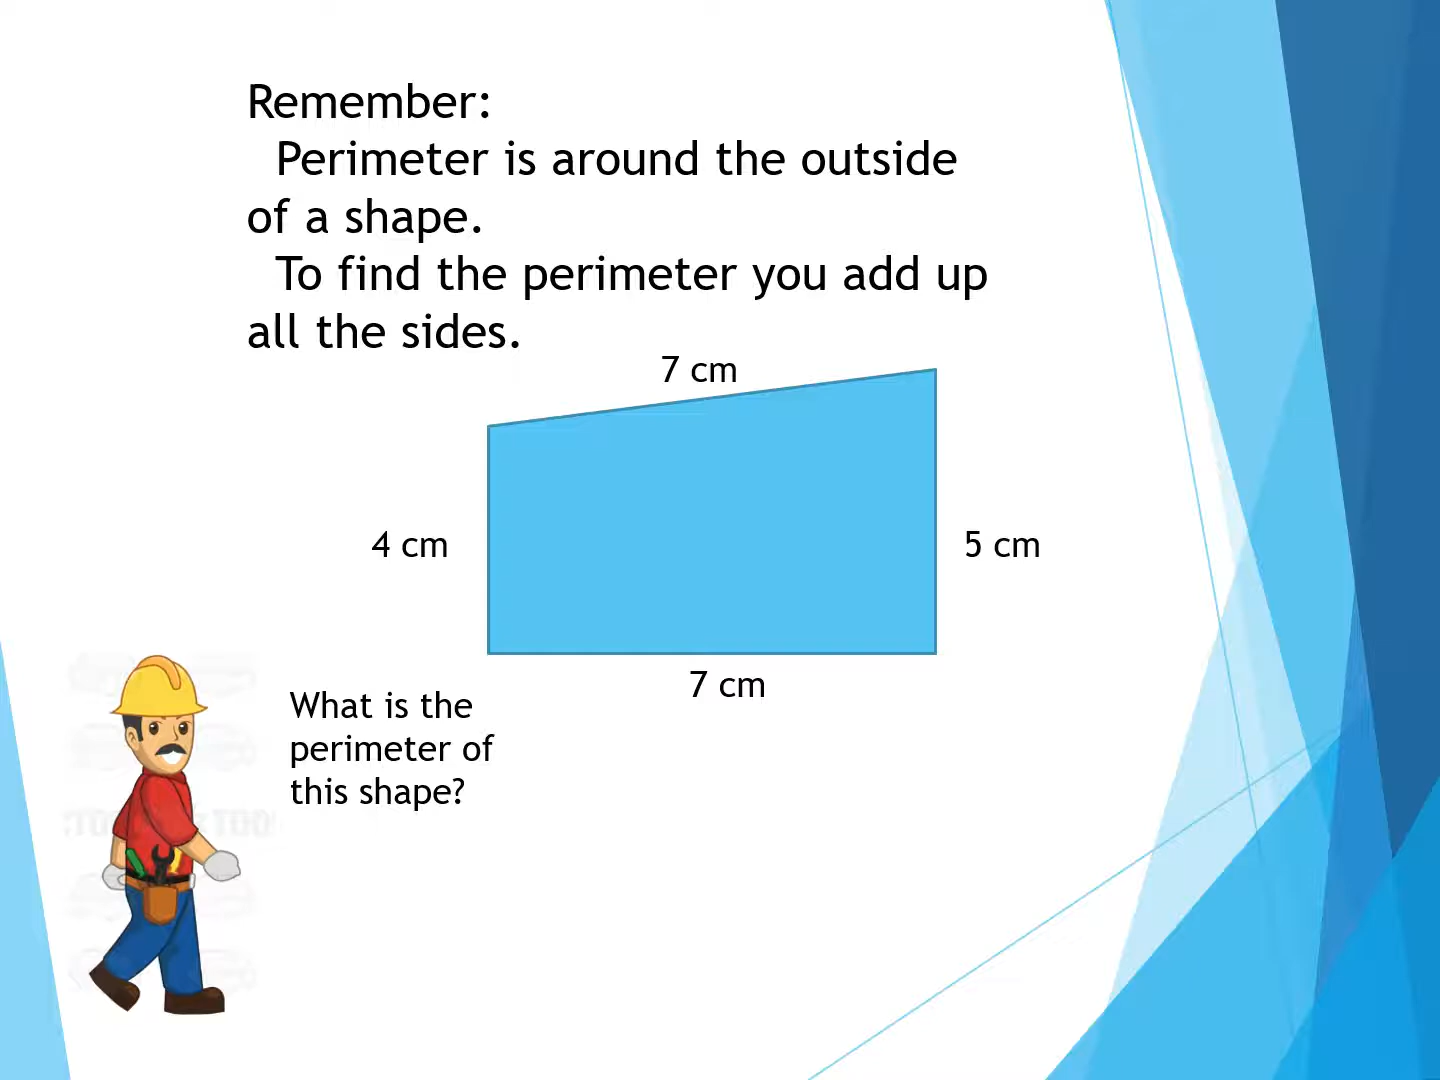 Remember:
Perimeter is around the outside
of a shape.
To find the perimeter you add up
all the sides.
7 cm
4 cm
5 cm
7 cm
What is the
perimeter of
this shape?